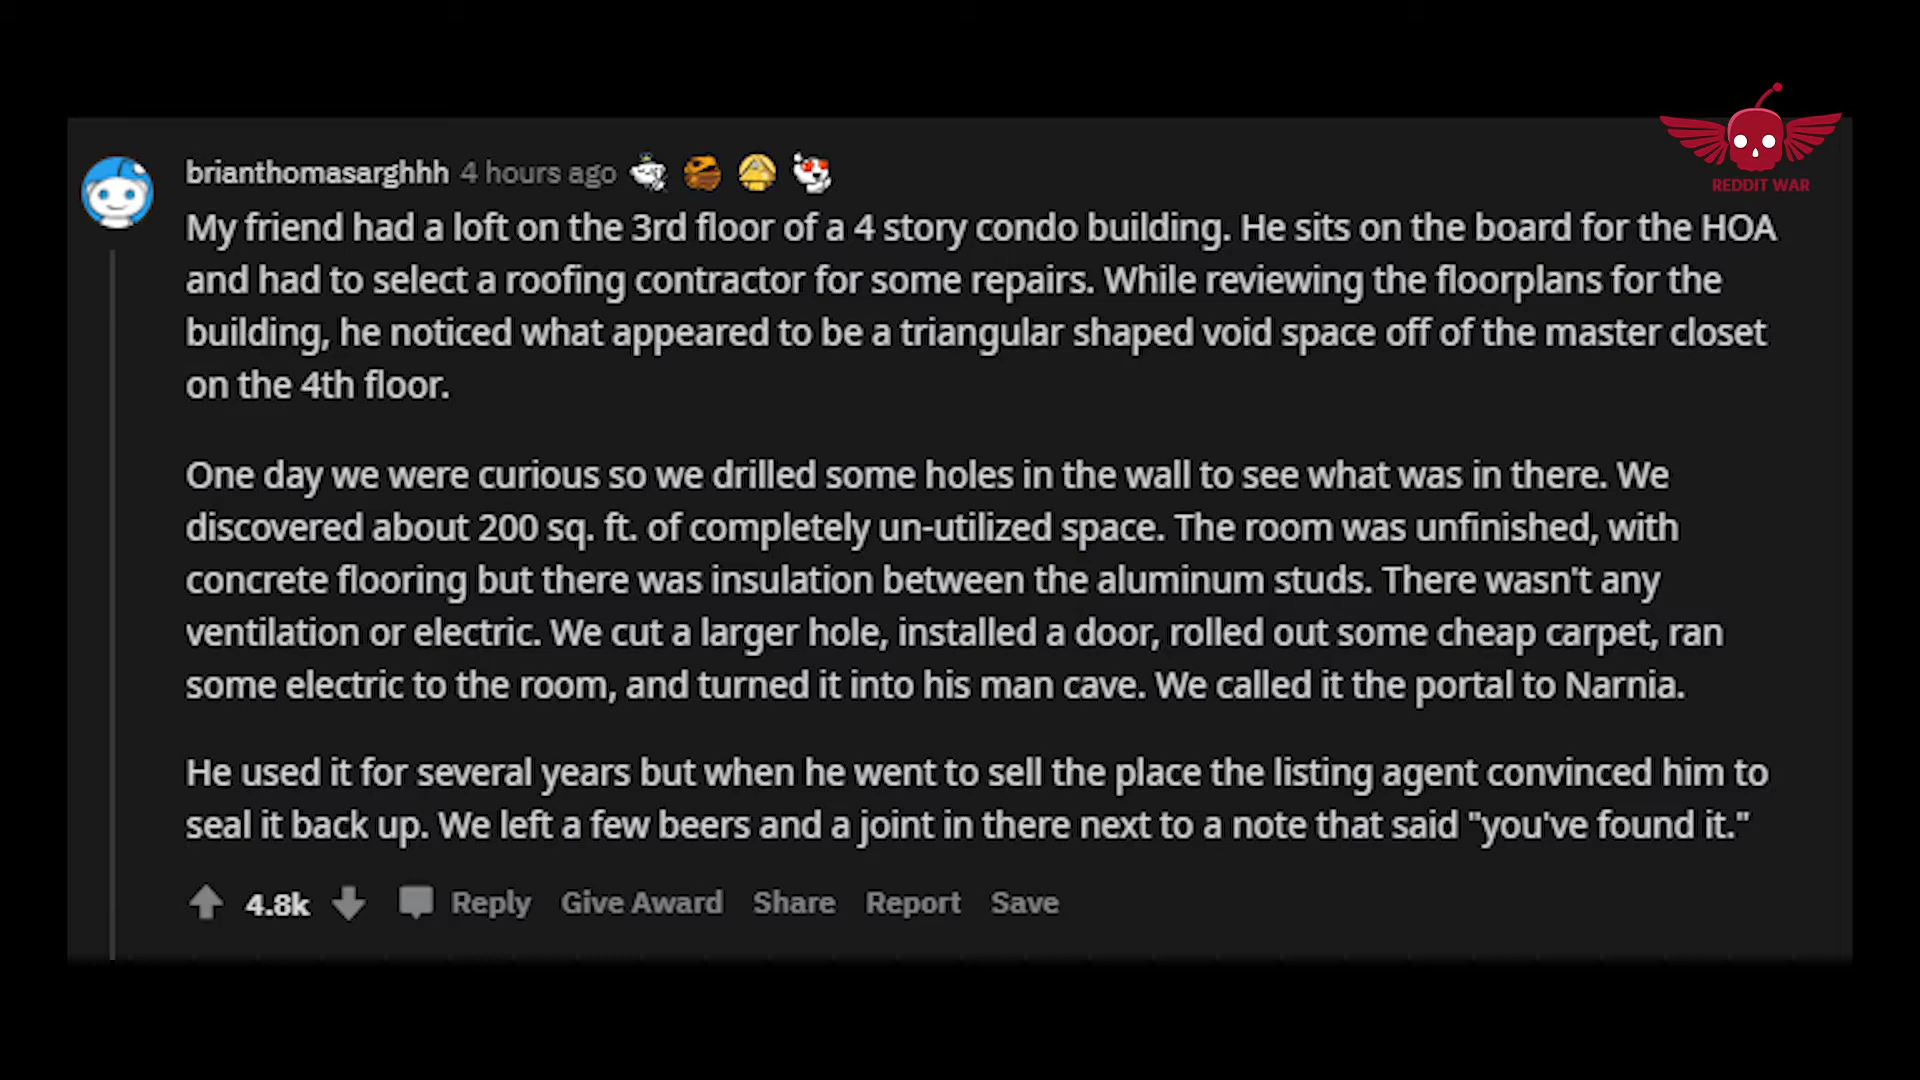 REDDIT WAR
brianthomasarghhh 4 hours ago
My friend had a loft on the 3rd floor of a 4 story condo building. He sits on the board for the HOA
and had to select a roofing contractor for some repairs. While reviewing the floorplans for the
building, he noticed what appeared to be a triangular shaped void space off of the master closet
on the 4th floor.
One day we were curious so we drilled some holes in the wall to see what was in there. We
discovered about 200 sq. ft. of completely un-utilized space. The room was unfinished, with
concrete flooring but there was insulation between the aluminum studs. There wasn't any
ventilation or electric. We cut a larger hole, installed a door, rolled out some cheap carpet, ran
some electric to the room, and turned it into his man cave. We called it the portal to Narnia.
He used it for several years but when he went to sell the place the listing agent convinced him to
seal it back up. We left a few beers and a joint in there next to a note that said "you've found it."
4.8k Reply Give Award Share Report Save